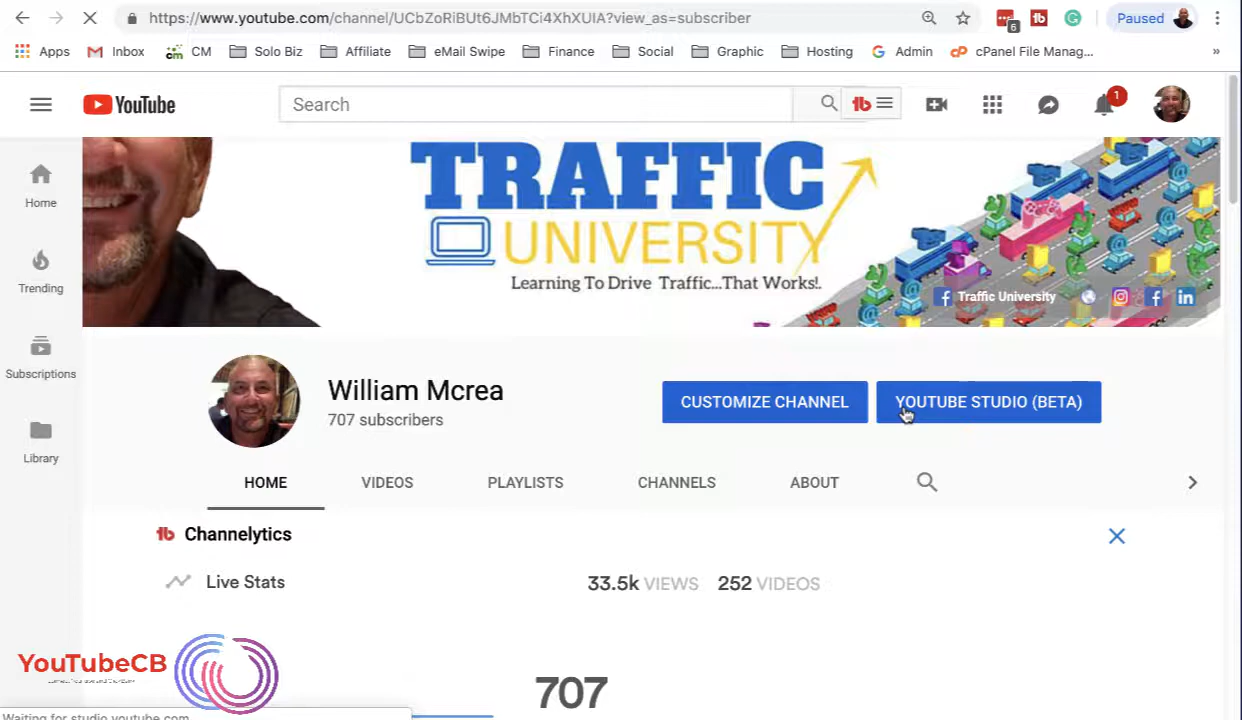 https://www.youtube.com/channel/UCbZoRiBUt6JMbTCi4XhXUIA?view_as=subscriber
6
Paused
Apps Inbox CM Solo Biz Affiliate eMail Swipe Finance Social Graphic Hosting Admin cPanel File Manag... »
YouTube
Search
1
TRAFFIC
UNIVERSITY
Learning To Drive Traffic...That Works!.
Traffic University
Home
Trending
Subscriptions
Library
William Mcrea
707 subscribers
CUSTOMIZE CHANNEL
YOUTUBE STUDIO (BETA)
HOME VIDEOS PLAYLISTS CHANNELS ABOUT
Channelytics
Live Stats
33.5k VIEWS 252 VIDEOS
707
YouTubeCB
Waiting for studio.youtube.com